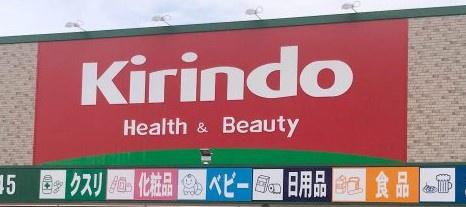 Kirindo
Health & Beauty
45 クスリ 化粧品 ベビー 日用品 食品